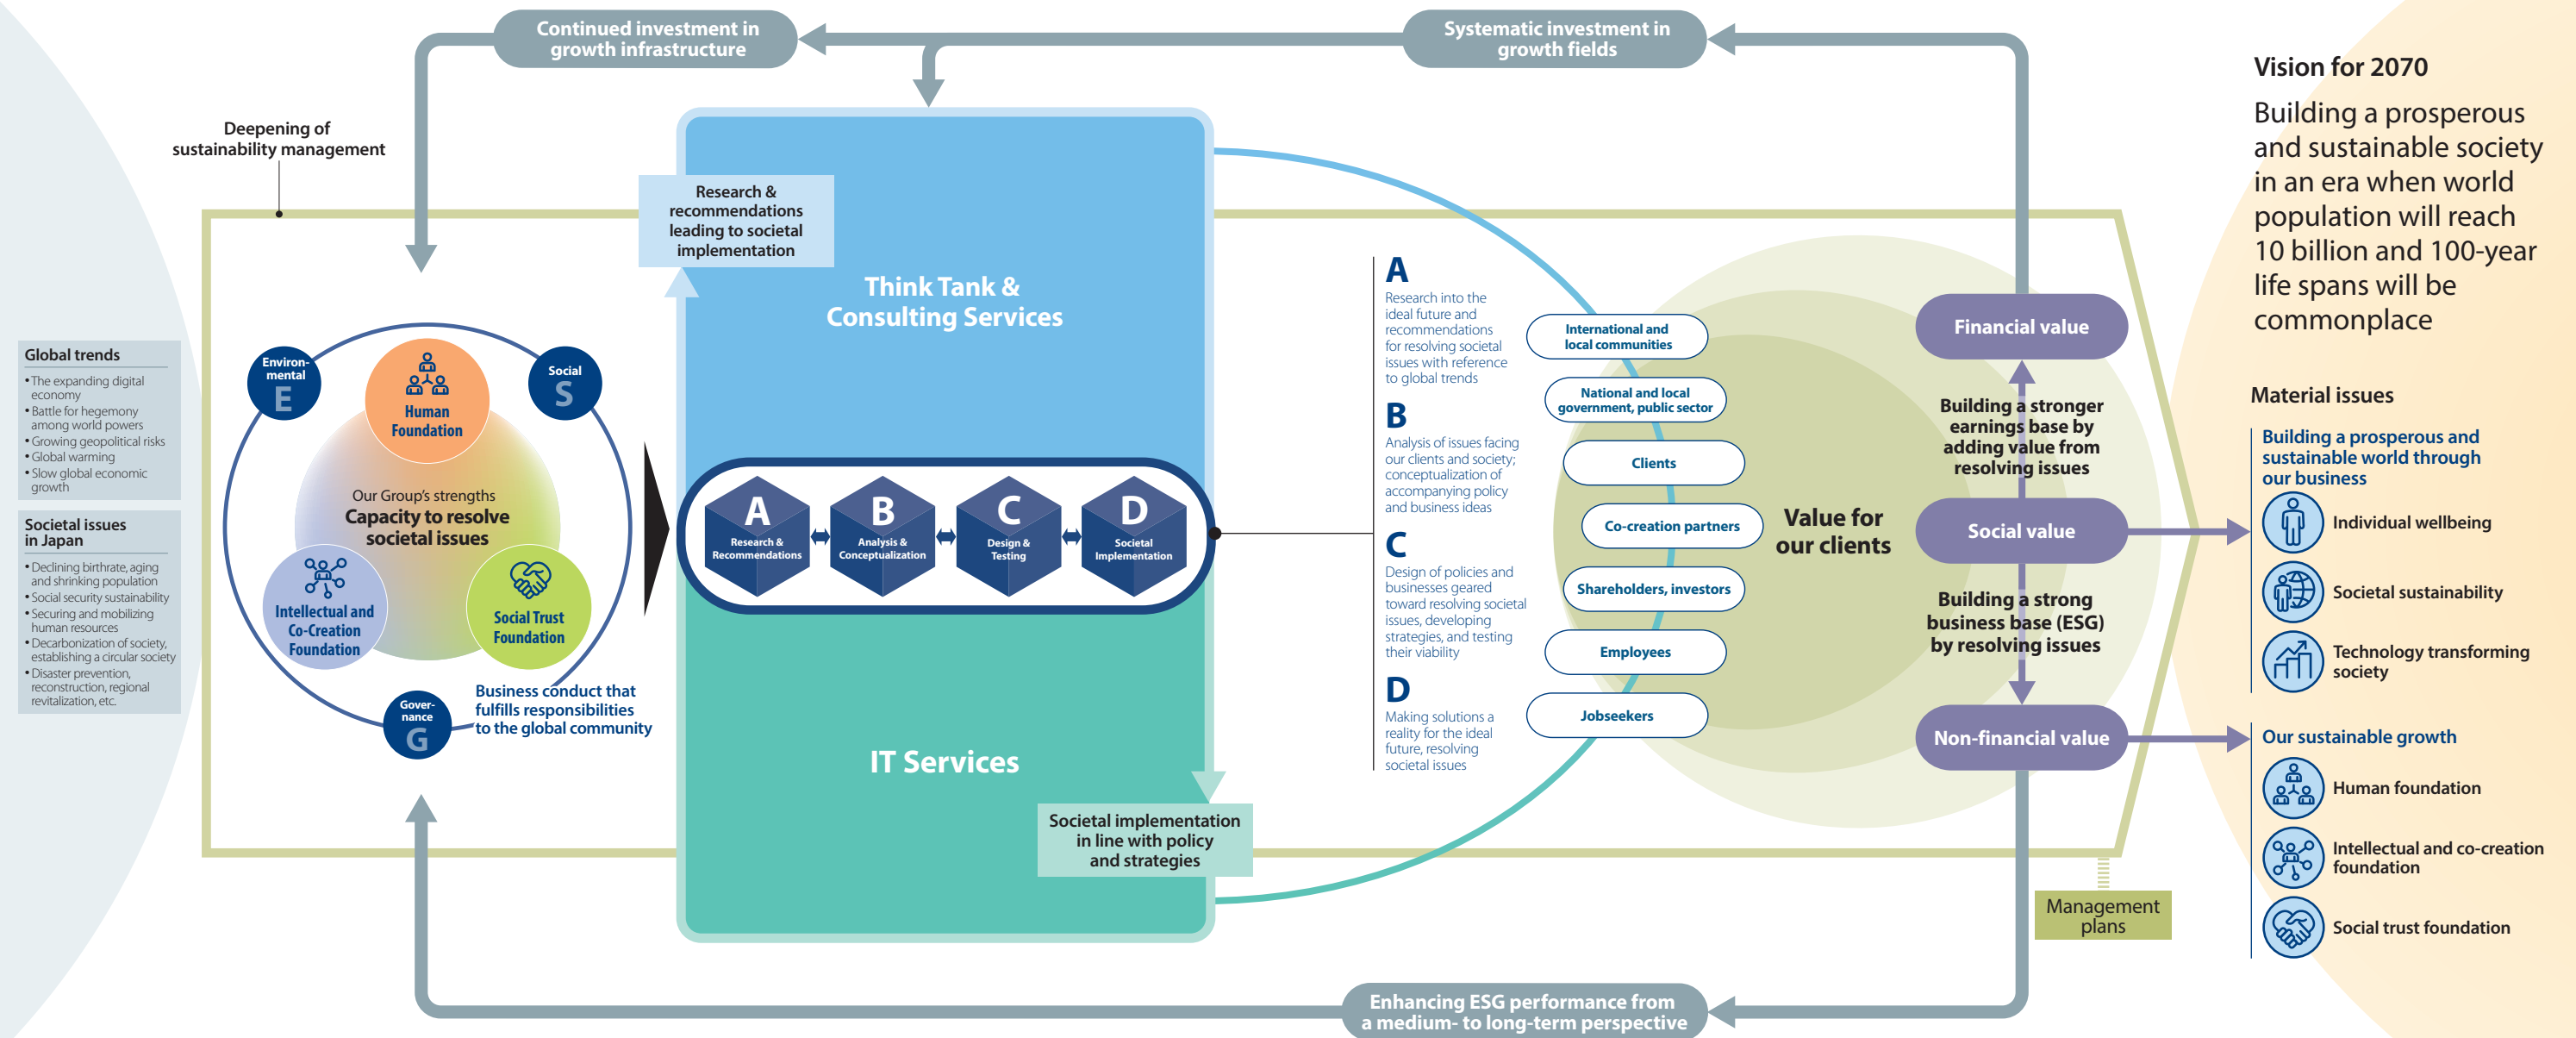 Continued investment in
growth infrastructure
Systematic investment in
growth fields
Deepening of
sustainability management
Global trends
• The expanding digital
economy
• Battle for hegemony
among world powers
• Growing geopolitical risks
• Global warming
• Slow global economic
growth
Societal issues
in Japan
• Declining birthrate, aging
and shrinking population
• Social security sustainability
• Securing and mobilizing
human resources
• Decarbonization of society,
establishing a circular society
• Disaster prevention,
reconstruction, regional
revitalization, etc.
Environ-
mental
E
Social
S
Human
Foundation
Our Group's strengths
Capacity to resolve
societal issues
Intellectual and
Co-Creation
Foundation
Social Trust
Foundation
Gover-
nance
G
Business conduct that
fulfills responsibilities
to the global community
Research &
recommendations
leading to societal
implementation
Think Tank &
Consulting Services
A
Research &
Recommendations
B
Analysis &
Conceptualization
C
Design &
Testing
D
Societal
Implementation
IT Services
Societal implementation
in line with policy
and strategies
A
Research into the
ideal future and
recommendations
for resolving societal
issues with reference
to global trends
B
Analysis of issues facing
our clients and society;
conceptualization of
accompanying policy
and business ideas
C
Design of policies and
businesses geared
toward resolving societal
issues, developing
strategies, and testing
their viability
D
Making solutions a
reality for the ideal
future, resolving
societal issues
International and
local communities
National and local
government, public sector
Clients
Co-creation partners
Shareholders, investors
Employees
Jobseekers
Value for
our clients
Financial value
Building a stronger
earnings base by
adding value from
resolving issues
Social value
Building a strong
business base (ESG)
by resolving issues
Non-financial value
Management
plans
Enhancing ESG performance from
a medium- to long-term perspective
Vision for 2070
Building a prosperous
and sustainable society
in an era when world
population will reach
10 billion and 100-year
life spans will be
commonplace
Material issues
Building a prosperous and
sustainable world through
our business
Individual wellbeing
Societal sustainability
Technology transforming
society
Our sustainable growth
Human foundation
Intellectual and co-creation
foundation
Social trust foundation